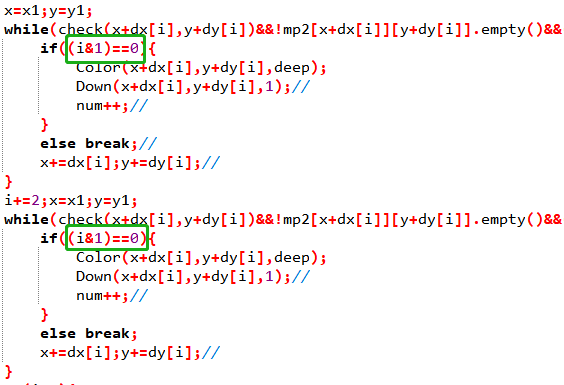 x=x1;y=y1;
while(check(x+dx[i],y+dy[i])&&!mp2[x+dx[i]][y+dy[i]].empty()&&
if((i&1)==0){
Color(x+dx[i],y+dy[i],deep);
Down(x+dx[i],y+dy[i],1);//
num++;//
}
else break;//
x+=dx[i];y+=dy[i];//
}
i+=2;x=x1;y=y1;
while(check(x+dx[i],y+dy[i])&&!mp2[x+dx[i]][y+dy[i]].empty()&&
if((i&1)==0){
Color(x+dx[i],y+dy[i],deep);
Down(x+dx[i],y+dy[i],1);//
num++;//
}
else break;
x+=dx[i];y+=dy[i];//
}